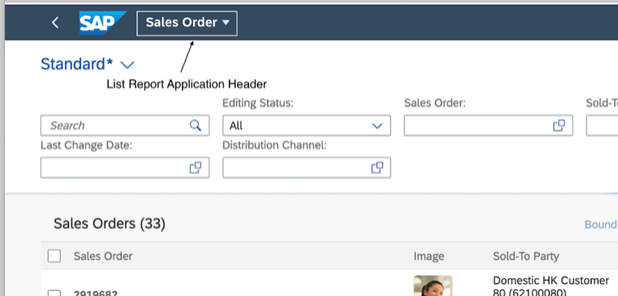 SAP Sales Order
Standard*
List Report Application Header
Editing Status: Sales Order: Sold-T
Search All
Last Change Date: Distribution Channel:
Sales Orders (33) Bound
Sales Order Image Sold-To Party
Domestic HK Customer
2919682 80 (62100080)